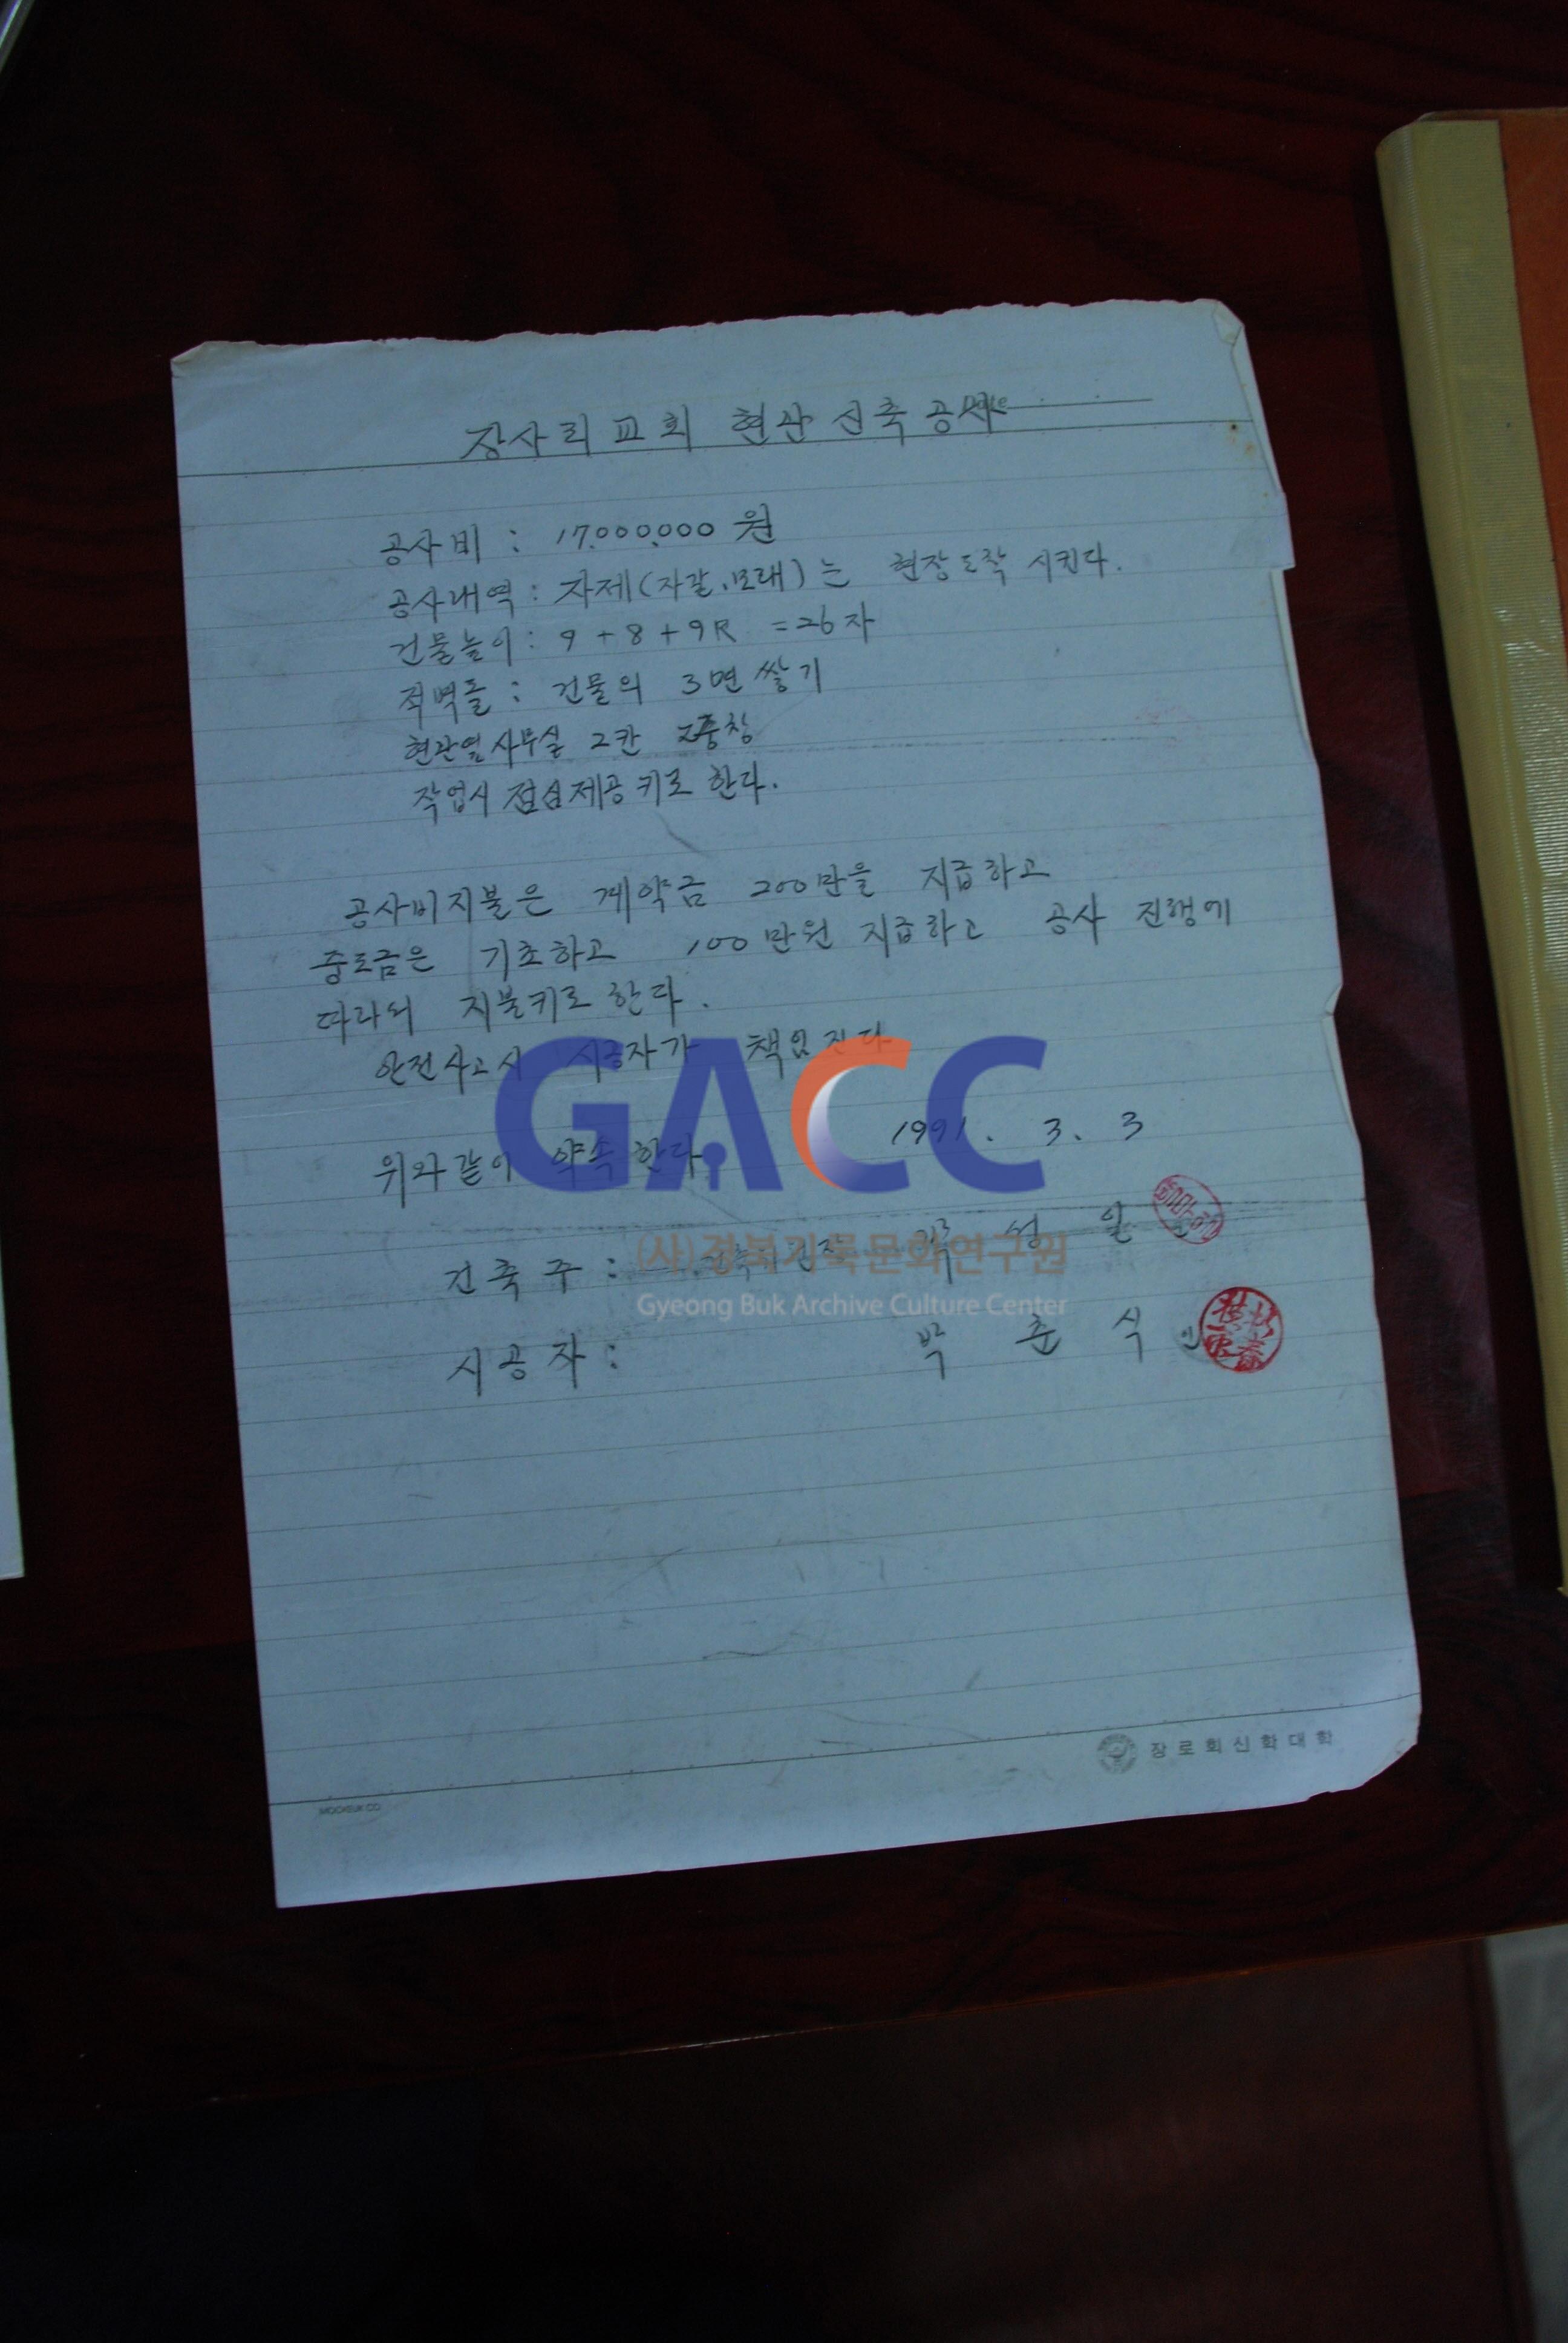 Date
장사리교회 현관 신축 공사
공사비 : 17.000.000 원
공사내역 : 자제(자갈.모래)는 현장도착 시킨다.
건물높이 : 9 + 8 + 9R = 26자
적벽돌 : 건물의 3면 쌓기
현관옆사무실 2칸 창
작업시 점심제공키로 한다.
공사비지불은 계약금 200만을 지급하고
중도금은 기초하고 100만원 지급하고 공사 진행에
따라서 지불키로 한다.
안전사고시 시공자가 책임진다
위와같이 약속한다. 1991. 3. 3
GACC
건축주 : 성 일
(사)경북기록문화연구원
Gyeong Buk Archive Culture Center
시공자 : 박 춘 식 인
장로회신학대학